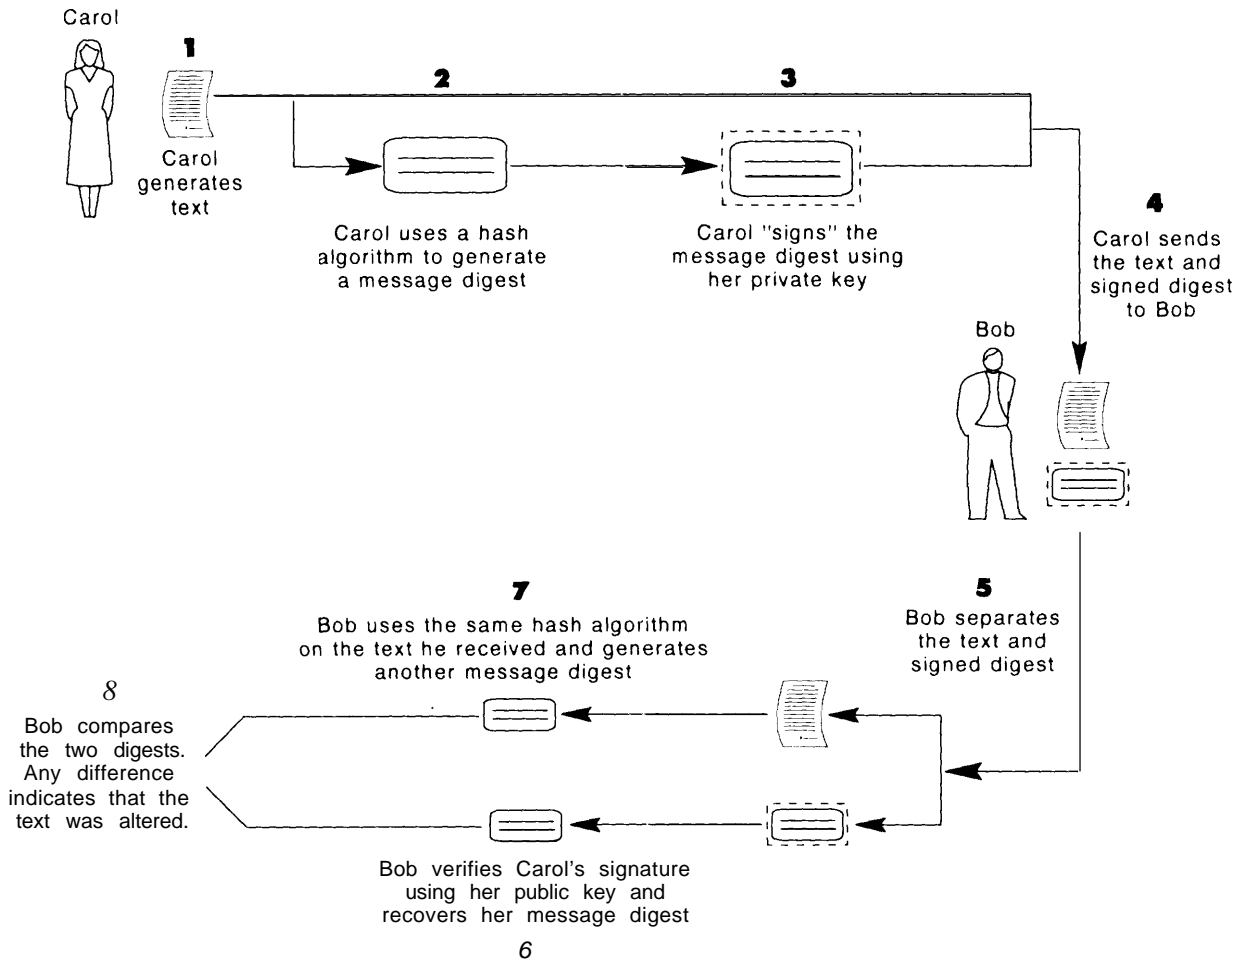 Carol
1
Carol
generates
text
2
Carol uses a hash
algorithm to generate
a message digest
3
Carol "signs" the
message digest using
her private key
4
Carol sends
the text and
signed digest
to Bob
Bob
5
Bob separates
the text and
signed digest
7
Bob uses the same hash algorithm
on the text he received and generates
another message digest
8
Bob compares
the two digests.
Any difference
indicates that the
text was altered.
Bob verifies Carol's signature
using her public key and
recovers her message digest
6